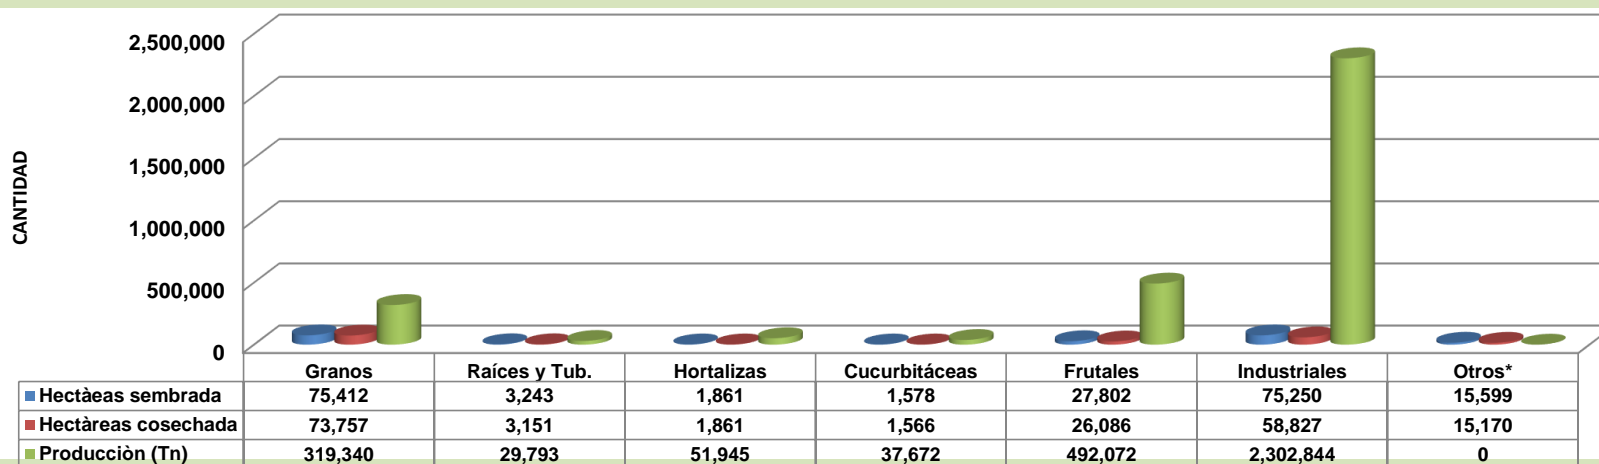 2,500,000
2,000,000
1,500,000
1,000,000
500,000
0
CANTIDAD
Granos Raíces y Tub. Hortalizas Cucurbitáceas Frutales Industriales Otros*
Hectàeas sembrada 75,412 3,243 1,861 1,578 27,802 75,250 15,599
Hectàreas cosechada 73,757 3,151 1,861 1,566 26,086 58,827 15,170
Producciòn (Tn) 319,340 29,793 51,945 37,672 492,072 2,302,844 0